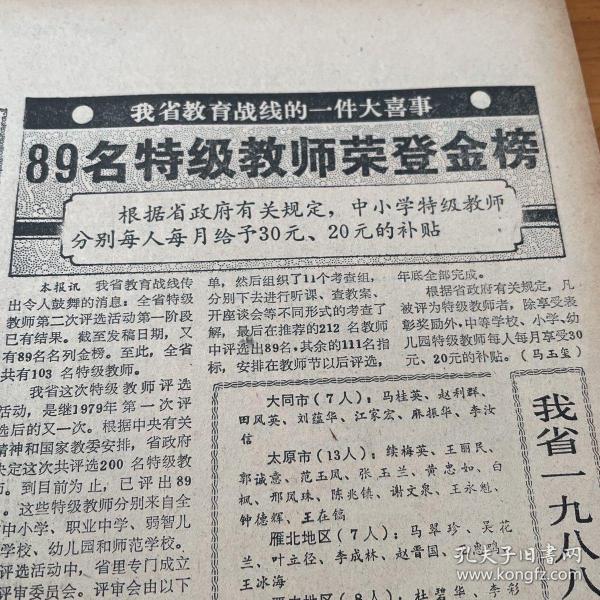 我省教育战线的一件大喜事
89名特级教师荣登金榜
根据省政府有关规定，中小学特级教师
分别每人每月给予30元、20元的补贴
本报讯 我省教育战线传
出令人鼓舞的消息：全省特级
教师第二次评选活动第一阶段
已有结果。截至发稿日期，又
有89名名列金榜。至此，全省
共有103 名特级教师。
我省这次特级教师评选
活动，是继1979年第一次评
选后的又一次。根据中央有关
精神和国家教委安排，省政府
决定这次共评选200 名特级教
师。到目前为止，已评出89
。这些特级教师分别来自全
中小学、职业中学、弱智儿
学校、幼儿园和师范学校。
评选活动中，省里专门成立
评审委员会。评审会由以下
单，然后组织了11个考查组，
分别下去进行听课、查教案、
开座谈会等不同形式的考查了
解，最后在推荐的212 名教师
中评选出89名，其余的111名指
标，安排在教师节以后评选，
年底全部完成。
根据省政府有关规定，凡
被评为特级教师者，除享受表
彰奖励外，中等学校、小学、幼
儿园特级教师每人每月享受30
元、20元的补贴。（马玉玺）
大同市（7人）：马桂英、赵利群、
田风英、刘蕴华、江家宏、麻振华、李汝
信
太原市（13人）：续梅英、王丽民、
郭诚意、范玉凤、张玉兰、黄忠如、白
枫、邢凤珠、陈兆镇、谢文泉、王永魁、
钟德辉、王在镐
雁北地区（7人）：马翠珍、吴花
兰、叶立径、李成林、赵晋国、
王冰海
地区（8人）：杜碧华、李彩
我省一九八八
孔夫子旧书网
www.kongfz.com